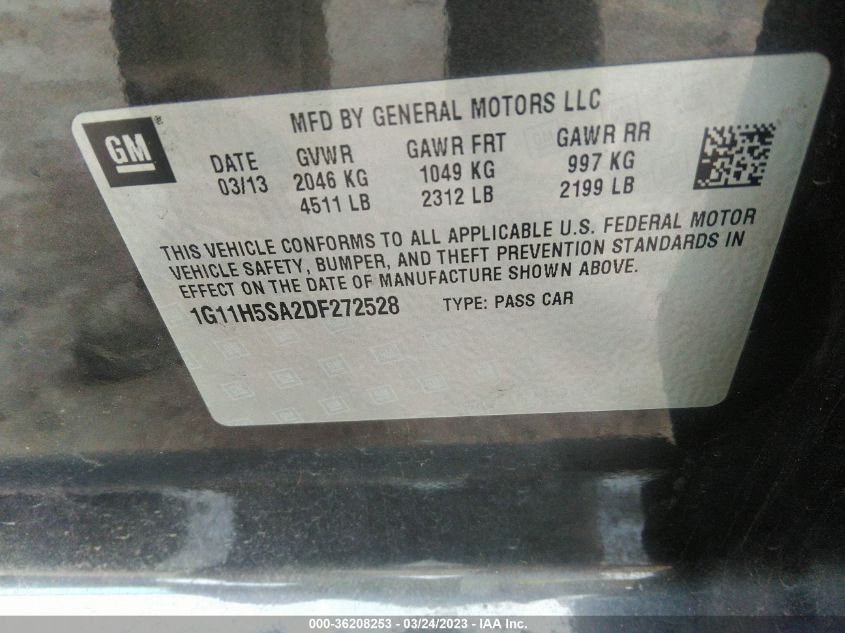 MFD BY GENERAL MOTORS LLC
GM®
DATE GVWR GAWR FRT GAWR RR
03/13 2046 KG 1049 KG 997 KG
4511 LB 2312 LB 2199 LB
THIS VEHICLE CONFORMS TO ALL APPLICABLE U.S. FEDERAL MOTOR
VEHICLE SAFETY, BUMPER, AND THEFT PREVENTION STANDARDS IN
EFFECT ON THE DATE OF MANUFACTURE SHOWN ABOVE.
1G11H5SA2DF272528 TYPE: PASS CAR
000-36208253 - 03/24/2023 - IAA Inc.